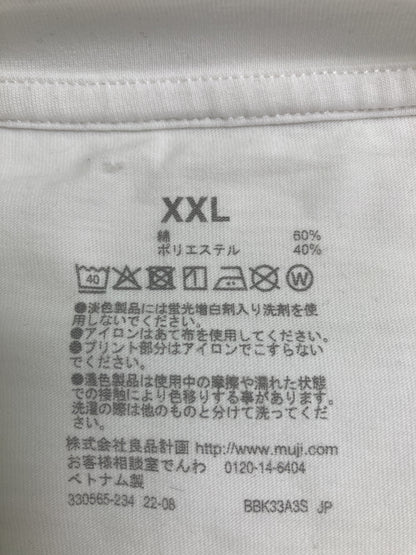 XXL
綿 60%
ポリエステル 40%
40 W
●淡色製品には蛍光増白剤入り洗剤を使
用しないでください。
●アイロンはあて布を使用してください。
●プリント部分はアイロンでこすらない
でください。
●濃色製品は使用中の摩擦や濡れた状態
での接触により色移りする事があります。
洗濯の際は他のものと分けて洗ってくだ
さい。
株式会社良品計画 http://www.muji.com
お客様相談室でんわ 0120-14-6404
ベトナム製
330565-234 22-08 BBK33A3S JP